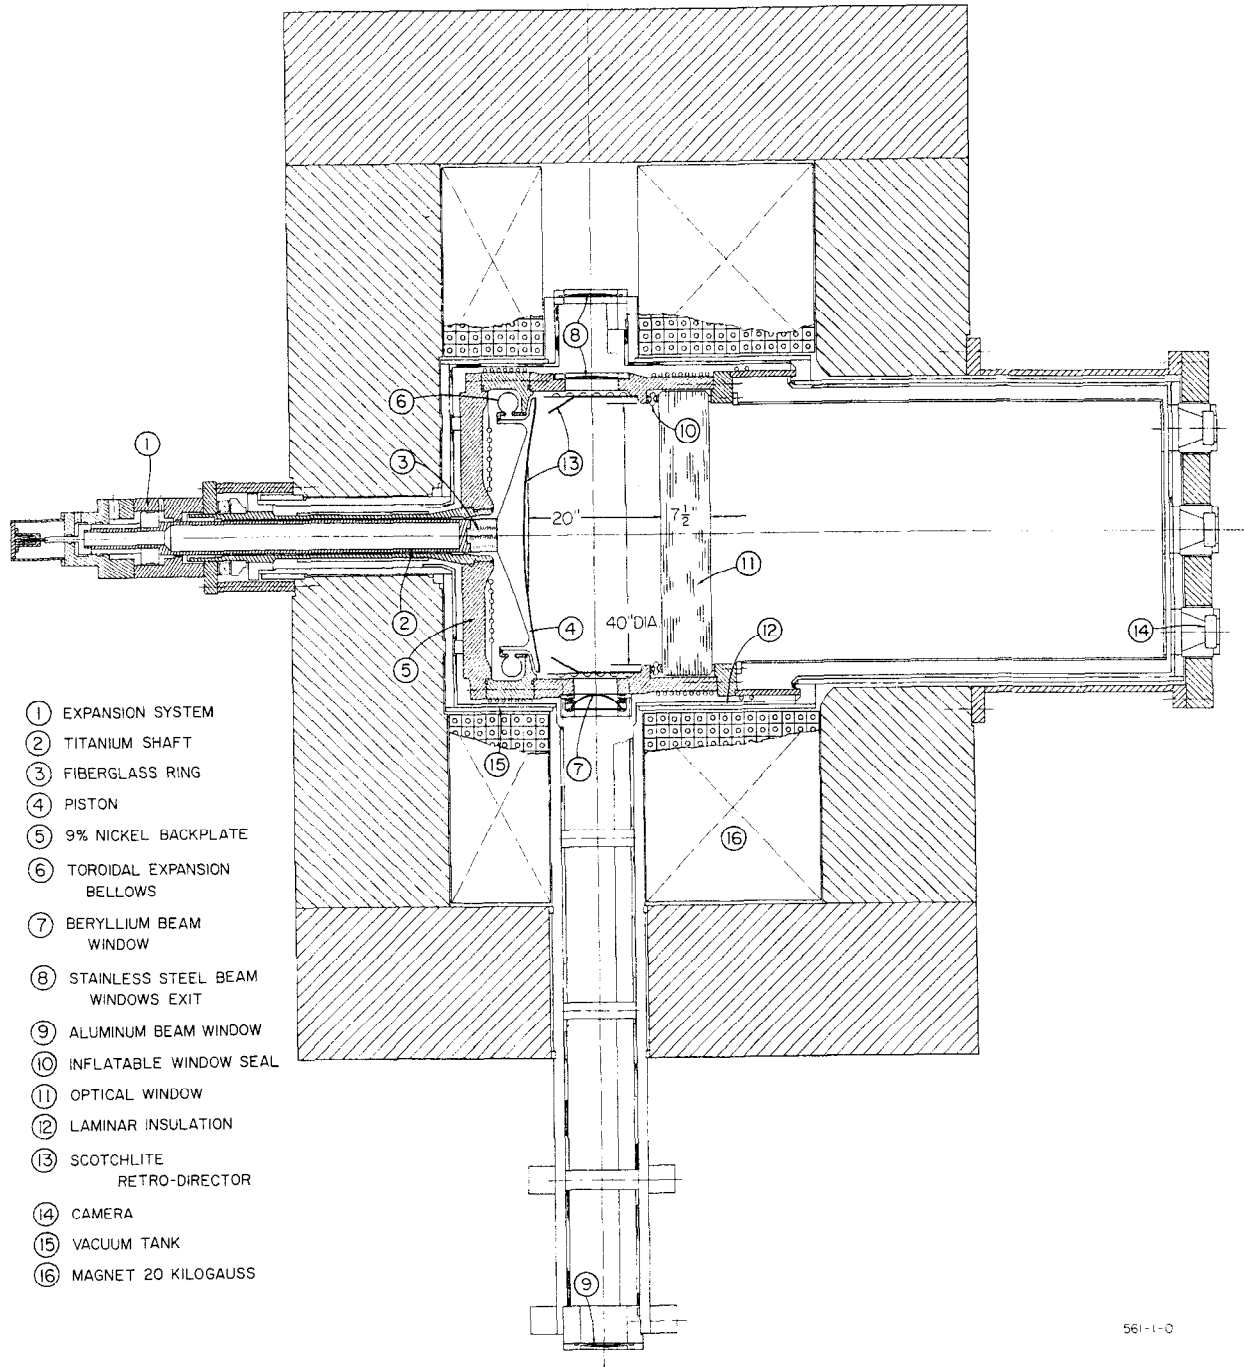 8
6
10
1
3
13
20"
7 1/2"
11
2
4
40" DIA.
12
14
5
15
7
16
9
1 EXPANSION SYSTEM
2 TITANIUM SHAFT
3 FIBERGLASS RING
4 PISTON
5 9% NICKEL BACKPLATE
6 TOROIDAL EXPANSION
BELLOWS
7 BERYLLIUM BEAM
WINDOW
8 STAINLESS STEEL BEAM
WINDOWS EXIT
9 ALUMINUM BEAM WINDOW
10 INFLATABLE WINDOW SEAL
11 OPTICAL WINDOW
12 LAMINAR INSULATION
13 SCOTCHLITE
RETRO-DIRECTOR
14 CAMERA
15 VACUUM TANK
16 MAGNET 20 KILOGAUSS
561-1-0